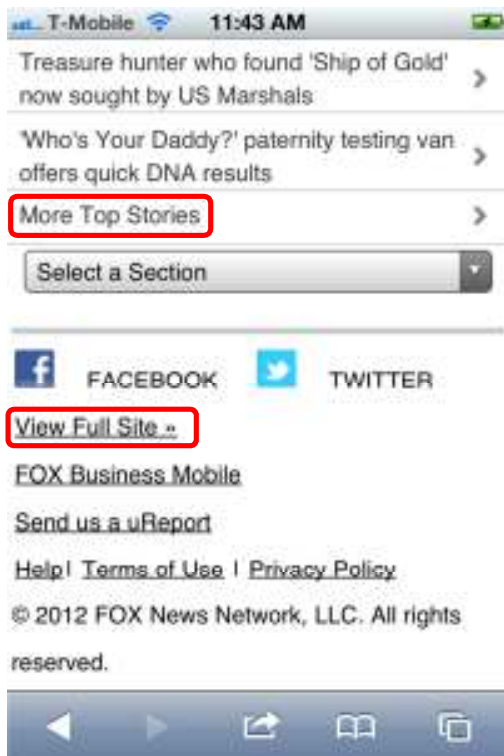 T-Mobile 11:43 AM
Treasure hunter who found 'Ship of Gold'
now sought by US Marshals
'Who's Your Daddy?' paternity testing van
offers quick DNA results
More Top Stories
Select a Section
FACEBOOK TWITTER
View Full Site »
FOX Business Mobile
Send us a uReport
Help| Terms of Use | Privacy Policy
© 2012 FOX News Network, LLC. All rights
reserved.